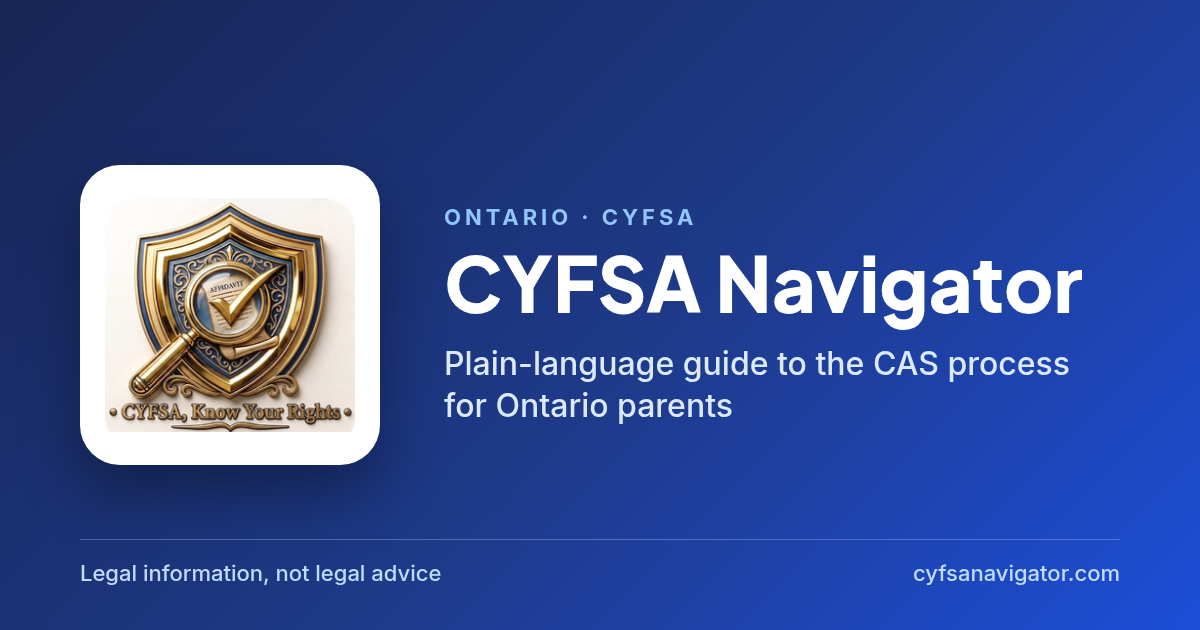 AFFIDAVIT
• CYFSA, Know Your Rights •
ONTARIO · CYFSA
CYFSA Navigator
Plain-language guide to the CAS process
for Ontario parents
Legal information, not legal advice
cyfsanavigator.com